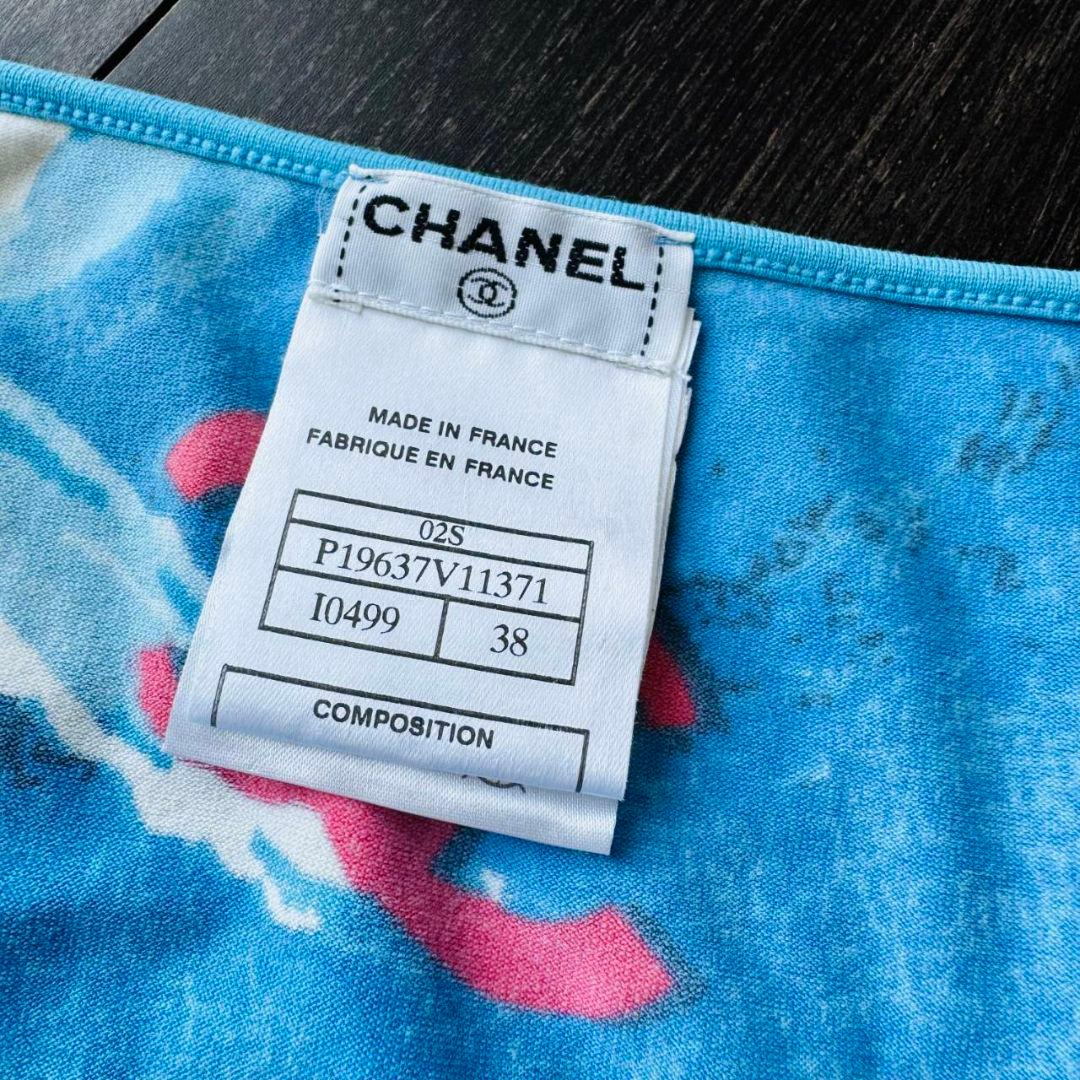 CHANEL
MADE IN FRANCE
FABRIQUE EN FRANCE
02S
P19637V11371
I0499 38
COMPOSITION